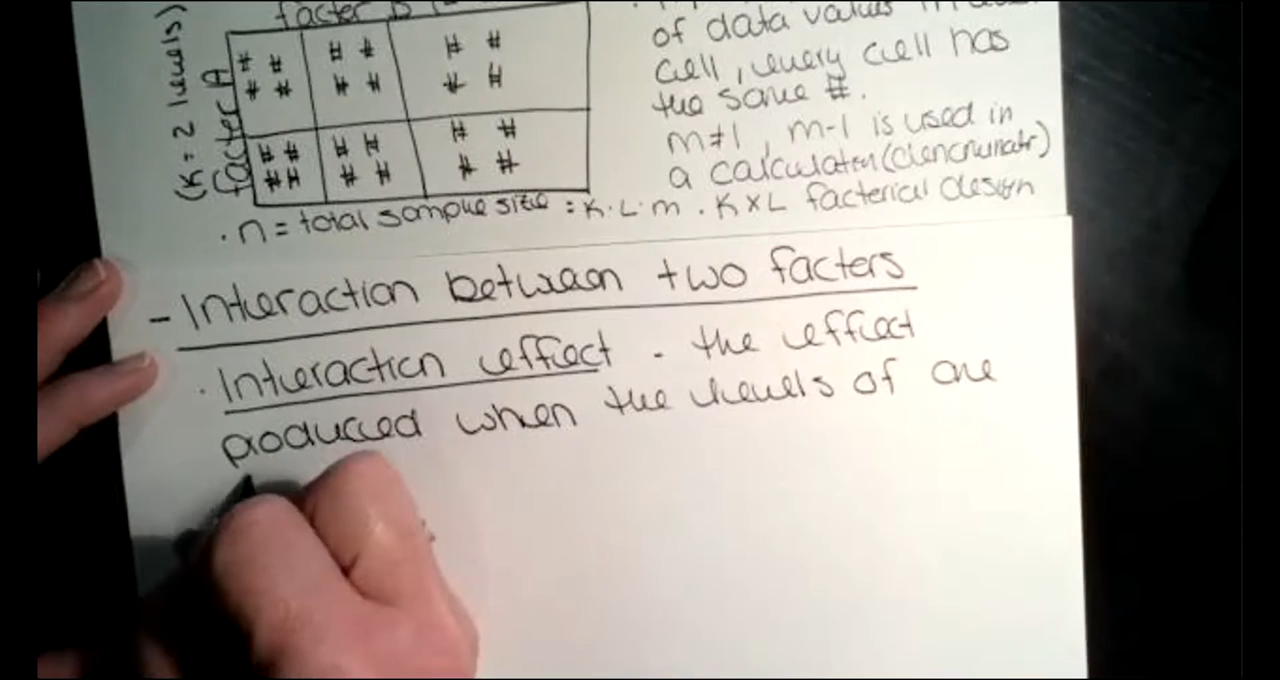 factor B
(K = 2 levels)
factor A
# # # # # #
# # # # # #
# # # # # #
# # # # # #
of data values
cell, every cell has
the same #.
m≠1, m-1 is used in
a calculation (denominator)
· n = total sample size = K·L·m · K×L factorial design
- Interaction between two factors
· Interaction effect - the effect
produced when the levels of one